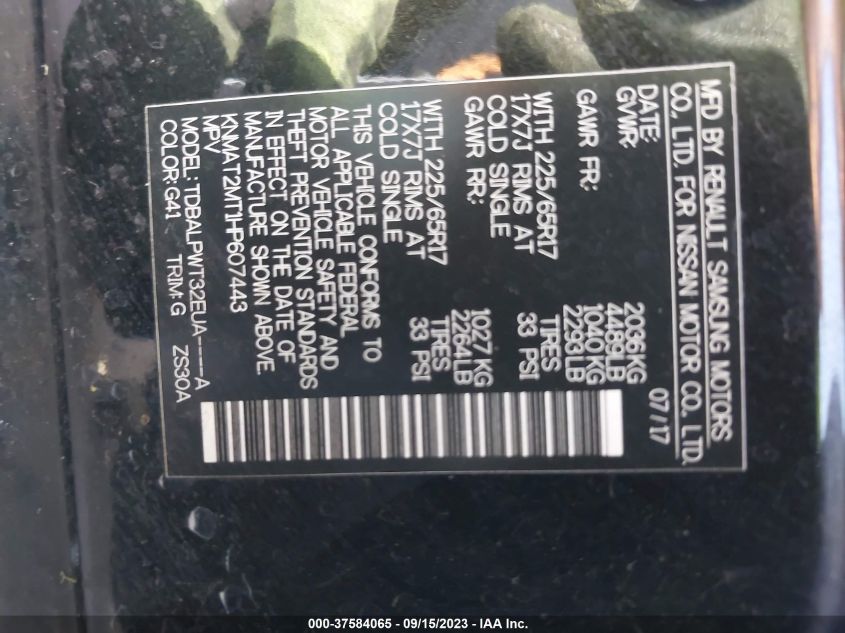 MFD BY RENAULT SAMSUNG MOTORS
CO., LTD. FOR NISSAN MOTOR CO., LTD.
DATE: 07/17
GVWR: 2036KG
4489LB
GAWR FR: 1040KG
2293LB
WITH 225/65R17 TIRES
17X7J RIMS AT 33 PSI
COLD SINGLE
GAWR RR: 1027KG
2264LB
WITH 225/65R17 TIRES
17X7J RIMS AT 33 PSI
COLD SINGLE
THIS VEHICLE CONFORMS TO
ALL APPLICABLE FEDERAL
MOTOR VEHICLE SAFETY AND
THEFT PREVENTION STANDARDS
IN EFFECT ON THE DATE OF
MANUFACTURE SHOWN ABOVE.
KNMAT2MT1HP607443
MPV
MODEL: TDBALPWT32EUA----A
COLOR: G41 TRIM: G ZS30A
000-37584065 - 09/15/2023 - IAA Inc.